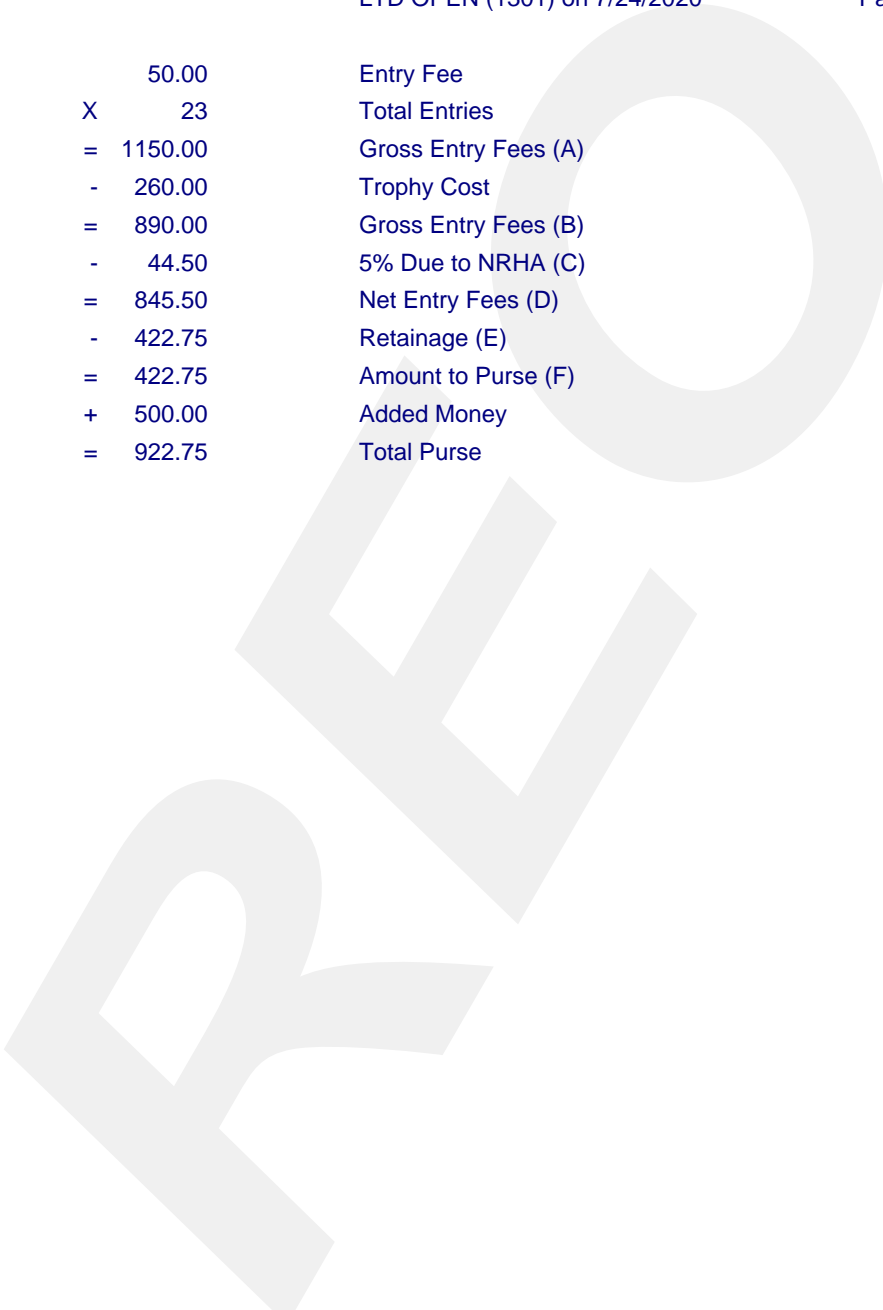 LTD OPEN (1301) on 7/24/2020 Pa
50.00 Entry Fee
X 23 Total Entries
= 1150.00 Gross Entry Fees (A)
- 260.00 Trophy Cost
= 890.00 Gross Entry Fees (B)
- 44.50 5% Due to NRHA (C)
= 845.50 Net Entry Fees (D)
- 422.75 Retainage (E)
= 422.75 Amount to Purse (F)
+ 500.00 Added Money
= 922.75 Total Purse
REO